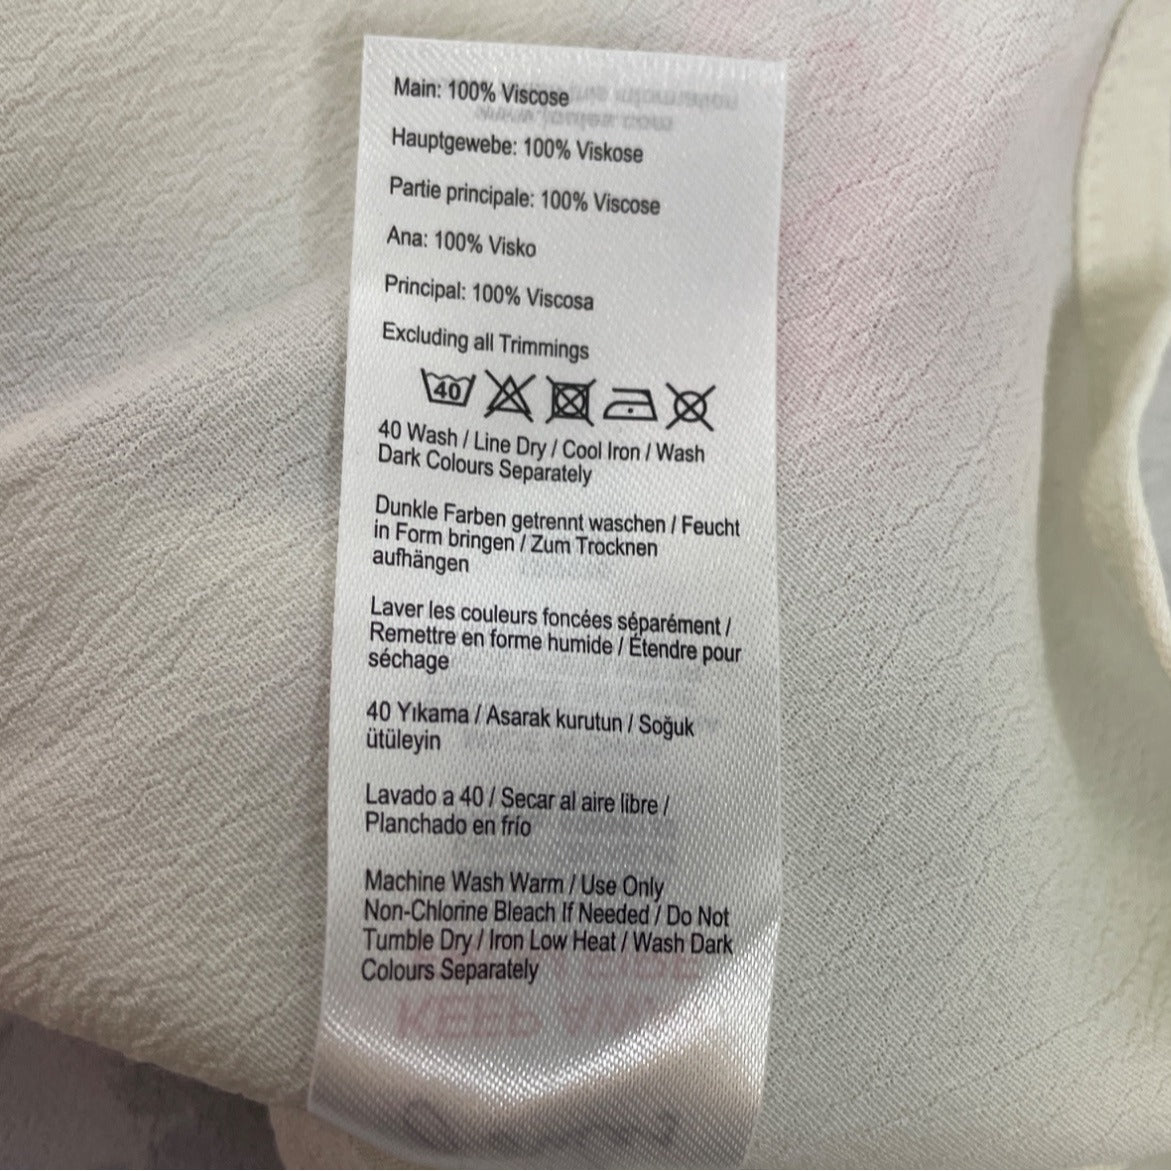 Main: 100% Viscose
Hauptgewebe: 100% Viskose
Partie principale: 100% Viscose
Ana: 100% Visko
Principal: 100% Viscosa
Excluding all Trimmings
40
40 Wash / Line Dry / Cool Iron / Wash
Dark Colours Separately
Dunkle Farben getrennt waschen / Feucht
in Form bringen / Zum Trocknen
aufhängen
Laver les couleurs foncées séparément /
Remettre en forme humide / Étendre pour
séchage
40 Yıkama / Asarak kurutun / Soğuk
ütüleyin
Lavado a 40 / Secar al aire libre /
Planchado en frío
Machine Wash Warm / Use Only
Non-Chlorine Bleach If Needed / Do Not
Tumble Dry / Iron Low Heat / Wash Dark
Colours Separately
KEEP